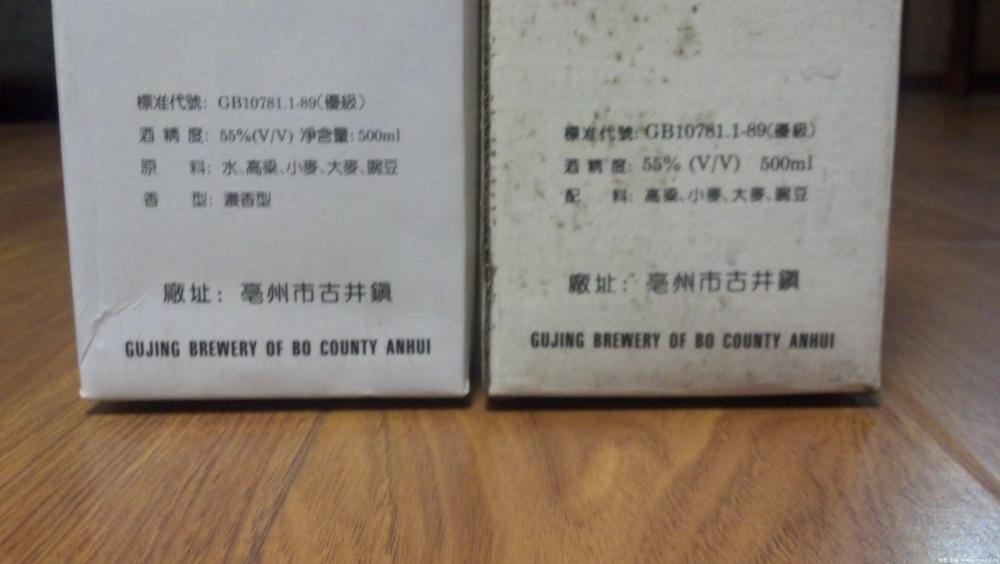 標准代號: GB10781.1-89(優級)
酒 精 度: 55%(V/V) 凈含量: 500ml
原 料: 水、高粱、小麥、大麥、豌豆
香 型: 濃香型
廠址: 亳州市古井鎮
GUJING BREWERY OF BO COUNTY ANHUI
標准代號: GB10781.1-89(優級)
酒 精 度: 55% (V/V) 500ml
配 料: 高粱、小麥、大麥、豌豆
廠址: 亳州市古井鎮
GUJING BREWERY OF BO COUNTY ANHUI